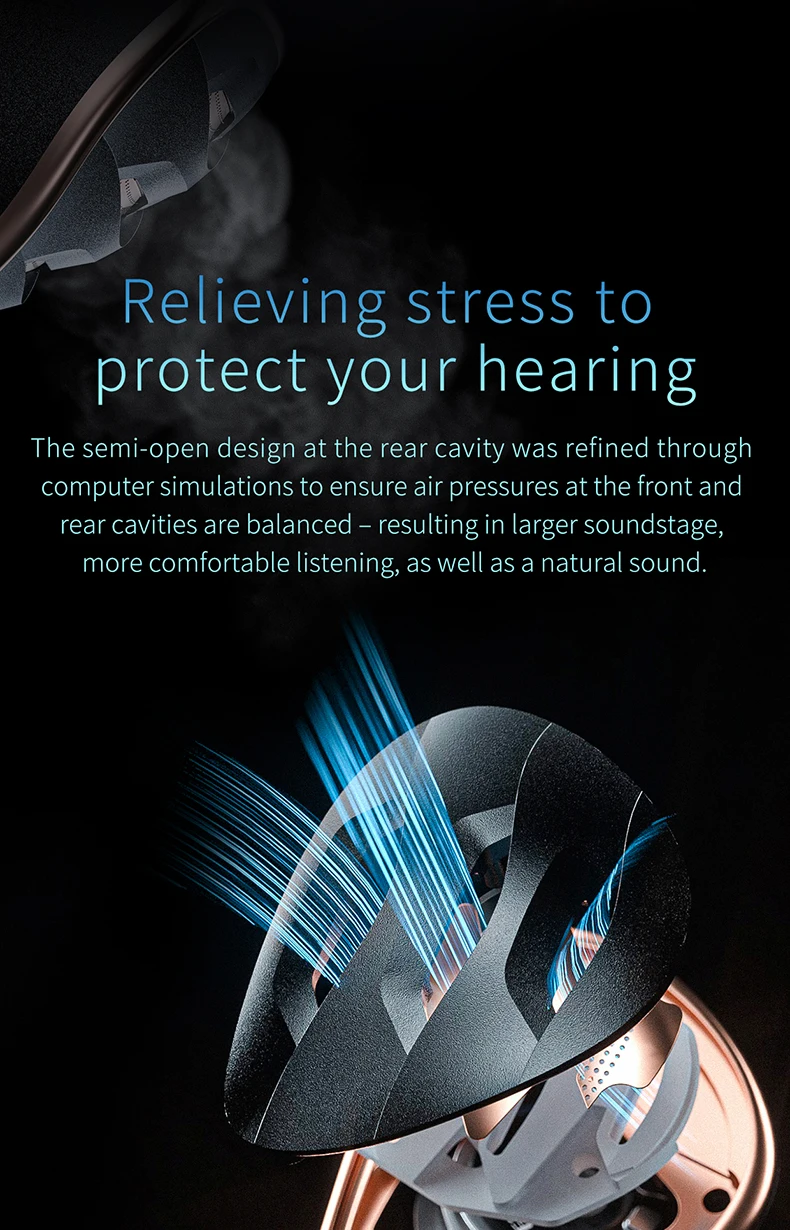 Relieving stress to
protect your hearing
The semi-open design at the rear cavity was refined through
computer simulations to ensure air pressures at the front and
rear cavities are balanced – resulting in larger soundstage,
more comfortable listening, as well as a natural sound.